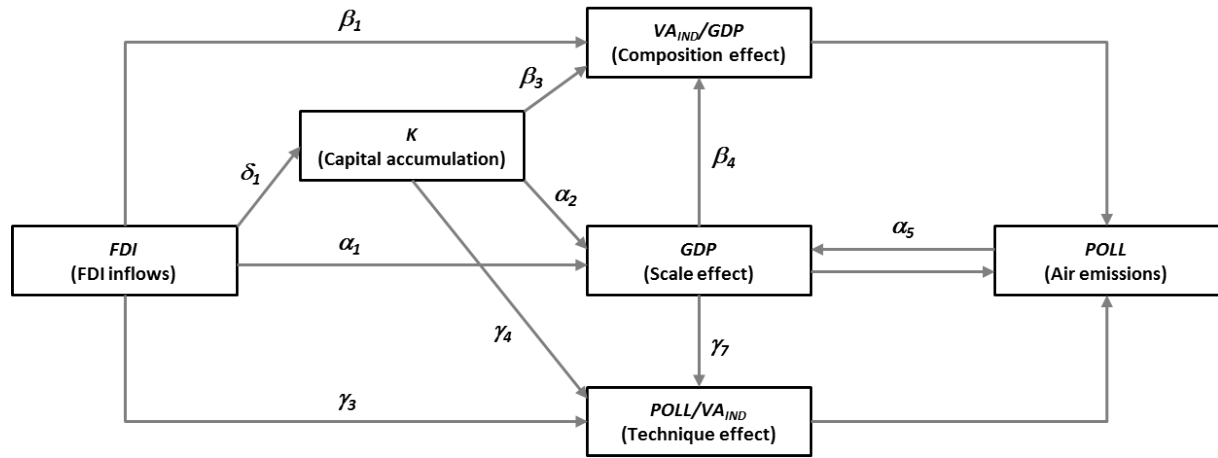 β1
VAIND/GDP
(Composition effect)
β3
K
(Capital accumulation)
δ1
β4
α2
FDI
(FDI inflows)
α1
GDP
(Scale effect)
α5
POLL
(Air emissions)
γ4
γ7
γ3
POLL/VAIND
(Technique effect)